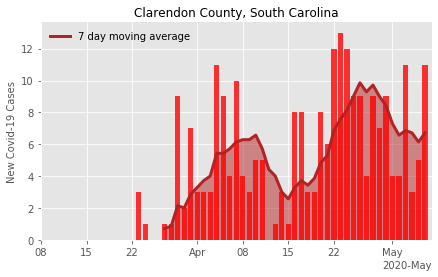 Clarendon County, South Carolina
7 day moving average
New Covid-19 Cases
12
10
8
6
4
2
0
08 15 22 Apr 08 15 22 May
2020-May